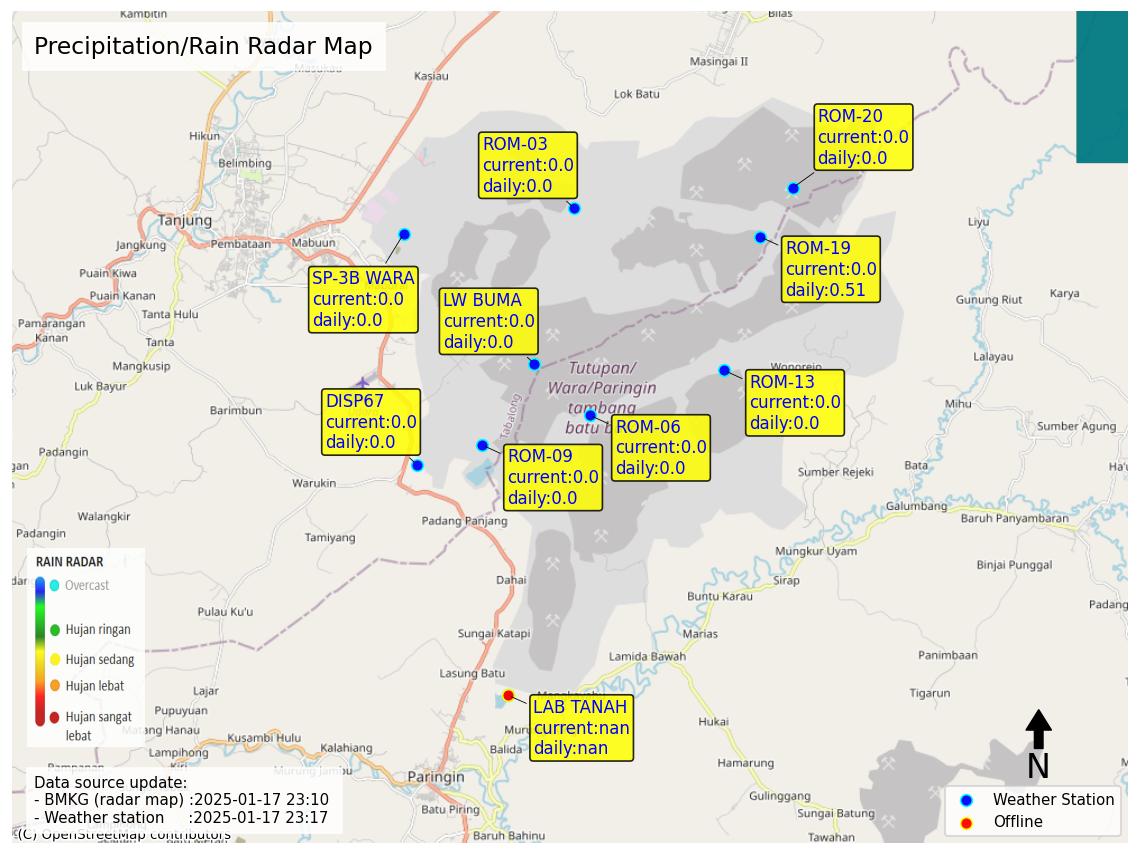 Kambitin
Bilas
Precipitation/Rain Radar Map
Masukau
Kasiau
Masingai II
Lok Batu
ROM-20
current:0.0
daily:0.0
Hikun
ROM-03
current:0.0
daily:0.0
Belimbing
Tanjung
Liyu
Jangkung
Pembataan
Mabuun
ROM-19
current:0.0
daily:0.51
Puain Kiwa
SP-3B WARA
current:0.0
daily:0.0
Puain Kanan
LW BUMA
current:0.0
daily:0.0
Gunung Riut
Karya
Tanta Hulu
Pamarangan
Kanan
Tanta
Lalayau
Mangkusip
Tutupan/
Wara/Paringin
tambang
batu b
Wonorejo
ROM-13
current:0.0
daily:0.0
Luk Bayur
Barimbun
DISP67
current:0.0
daily:0.0
Tabalong
Mihu
ROM-06
current:0.0
daily:0.0
Sumber Agung
Padangin
gan
ROM-09
current:0.0
daily:0.0
Bata
Sumber Rejeki
Warukin
Galumbang
Walangkir
Padang Panjang
Baruh Panyambaran
Padangin
Tamiyang
Mungkur Uyam
RAIN RADAR
Overcast
Hujan ringan
Hujan sedang
Hujan lebat
Hujan sangat
lebat
Binjai Punggal
Dahai
Sirap
Buntu Karau
Padang
Pulau Ku'u
Sungai Katapi
Marias
Lamida Bawah
Panimbaan
Lasung Batu
Lajar
Tigarun
LAB TANAH
current:nan
daily:nan
Pupuyuan
Matang Hanau
Hukai
Kusambi Hulu
Kalahiang
Balida
Lampihong
Hamarung
N
Murung Jambu
Paringin
Data source update:
- BMKG (radar map) :2025-01-17 23:10
- Weather station :2025-01-17 23:17
Gulinggang
Weather Station
Offline
Batu Piring
Sungai Batung
(C) OpenStreetMap contributors
Baruh Bahinu
Tawahan